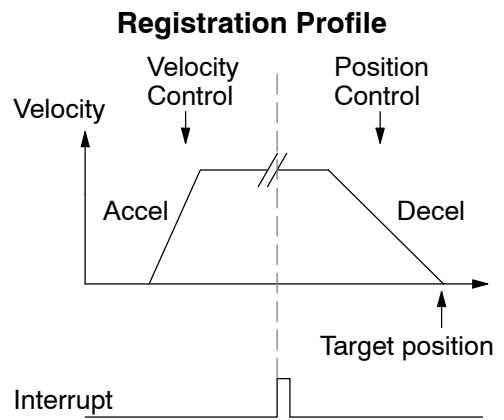 Registration Profile
Velocity
Control
Position
Control
Velocity
Accel
Decel
Target position
Interrupt